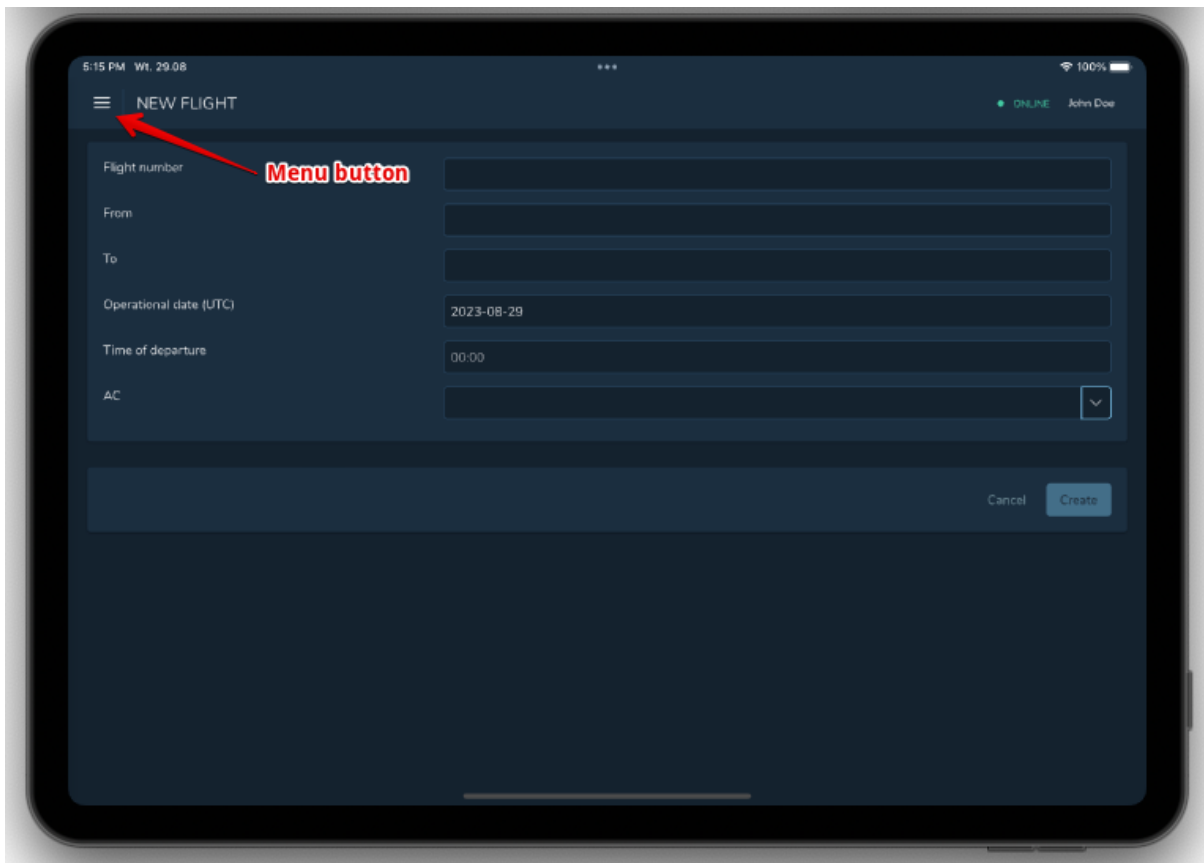 5:15 PM Wt. 29.08
100%
NEW FLIGHT
ONLINE John Doe
Flight number
Menu button
From
To
Operational date (UTC)
2023-08-29
Time of departure
00:00
AC
Cancel Create